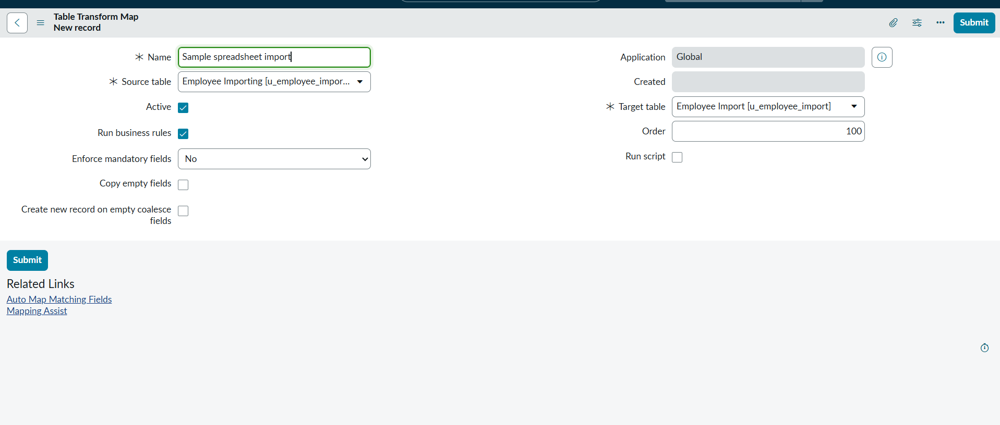 Table Transform Map
New record
Submit
Name
Sample spreadsheet import
Source table
Employee Importing [u_employee_impor...
Active
Run business rules
Enforce mandatory fields
No
Copy empty fields
Create new record on empty coalesce
fields
Application
Global
Created
Target table
Employee Import [u_employee_import]
Order
100
Run script
Submit
Related Links
Auto Map Matching Fields
Mapping Assist